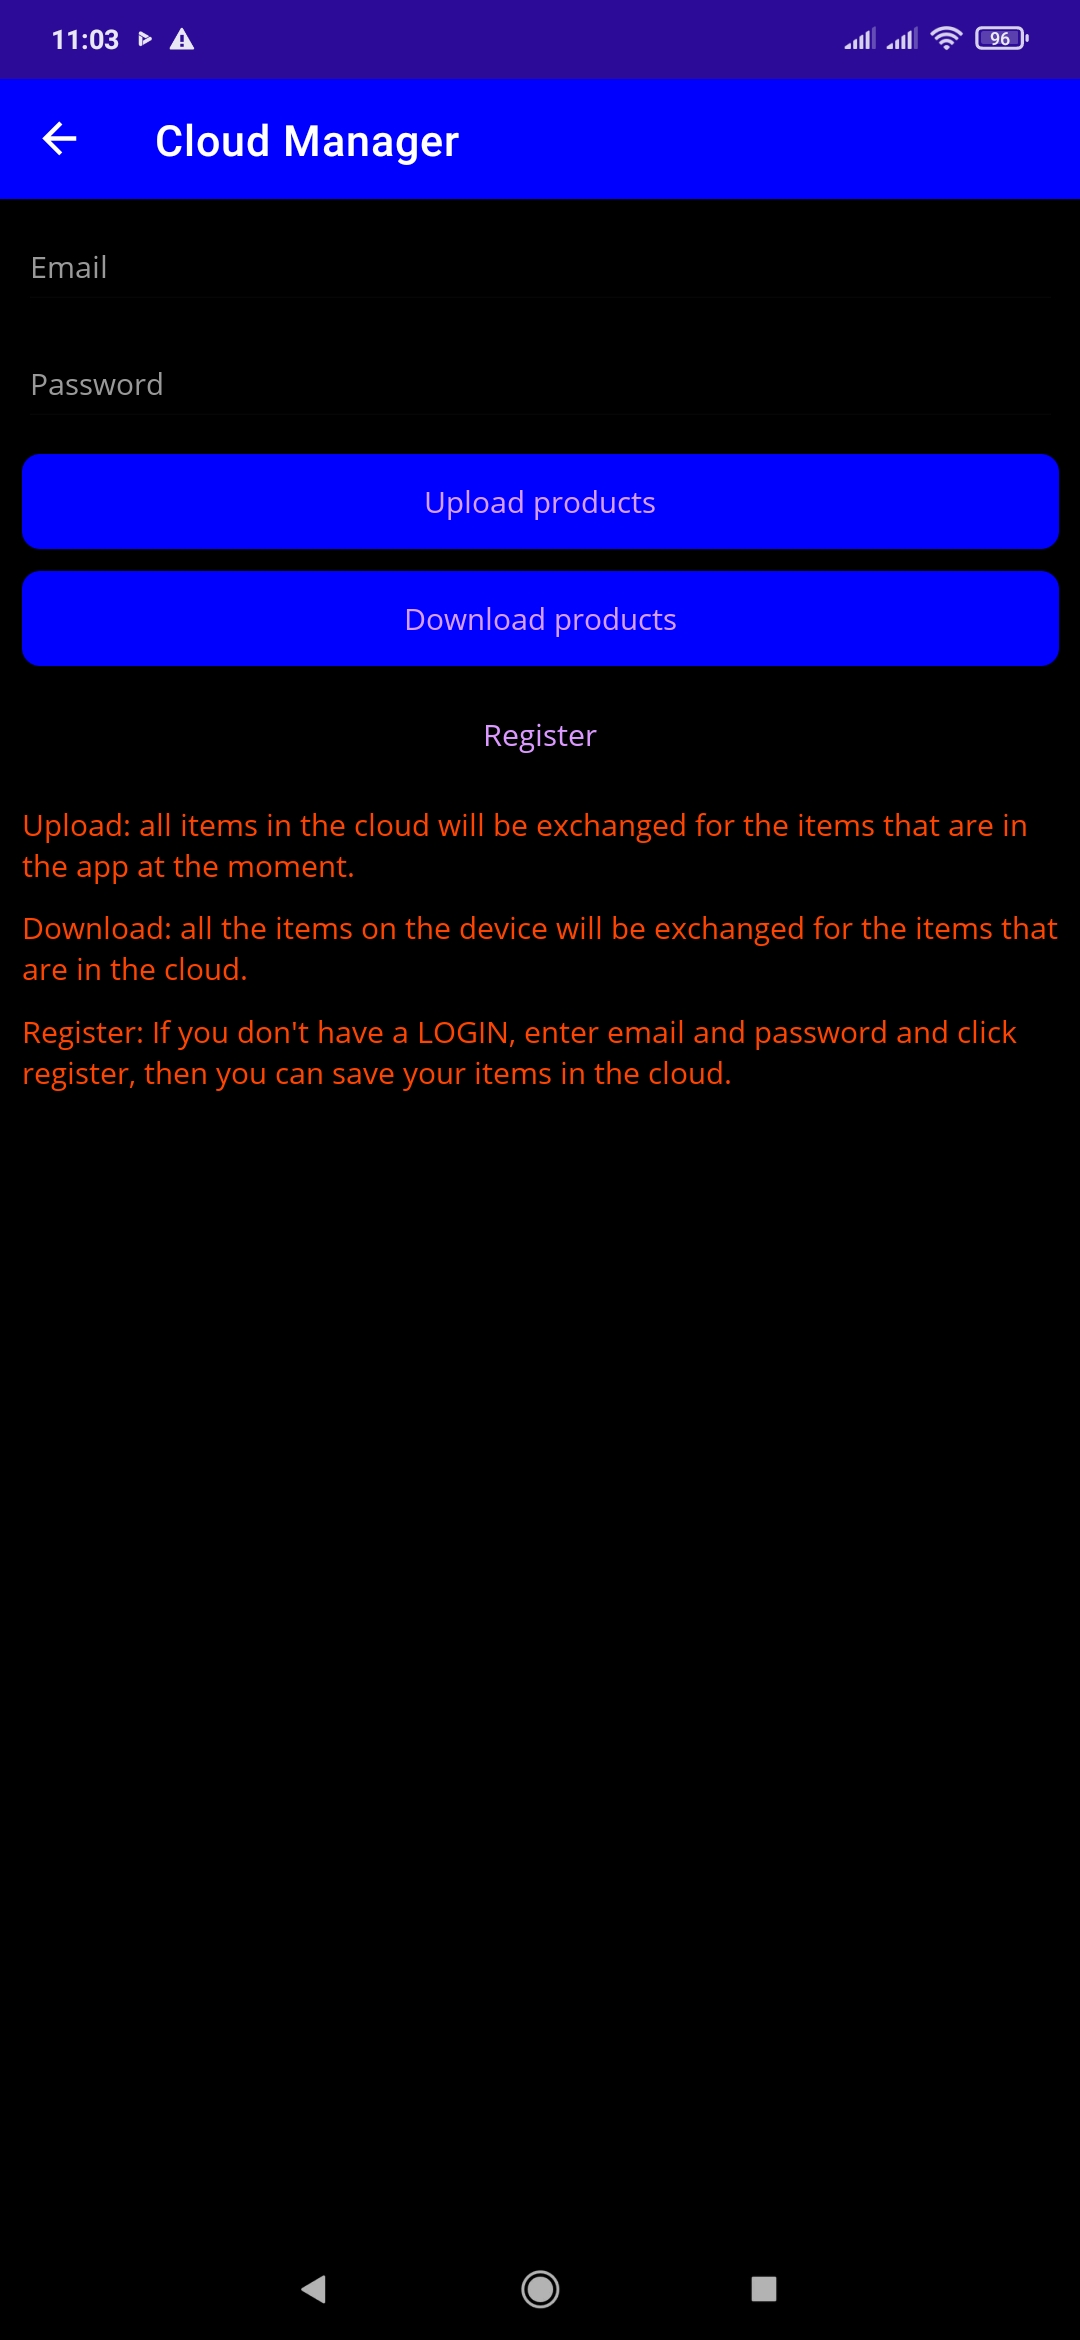 11:03
96
Cloud Manager
Email
Password
Upload products
Download products
Register
Upload: all items in the cloud will be exchanged for the items that are in
the app at the moment.
Download: all the items on the device will be exchanged for the items that
are in the cloud.
Register: If you don't have a LOGIN, enter email and password and click
register, then you can save your items in the cloud.